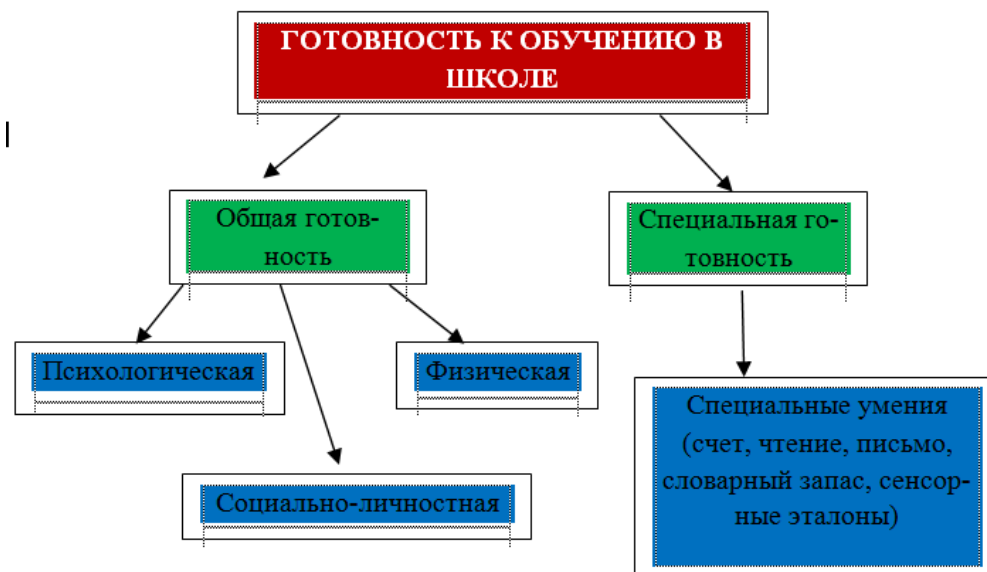 ГОТОВНОСТЬ К ОБУЧЕНИЮ В
ШКОЛЕ
Общая готов-
ность
Специальная го-
товность
Психологическая
Физическая
Социально-личностная
Специальные умения
(счет, чтение, письмо,
словарный запас, сенсор-
ные эталоны)